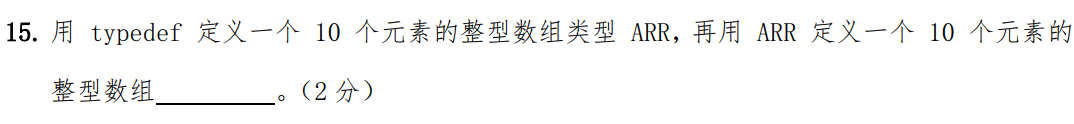 15. 用 typedef 定义一个 10 个元素的整型数组类型 ARR，再用 ARR 定义一个 10 个元素的
整型数组________。（2 分）